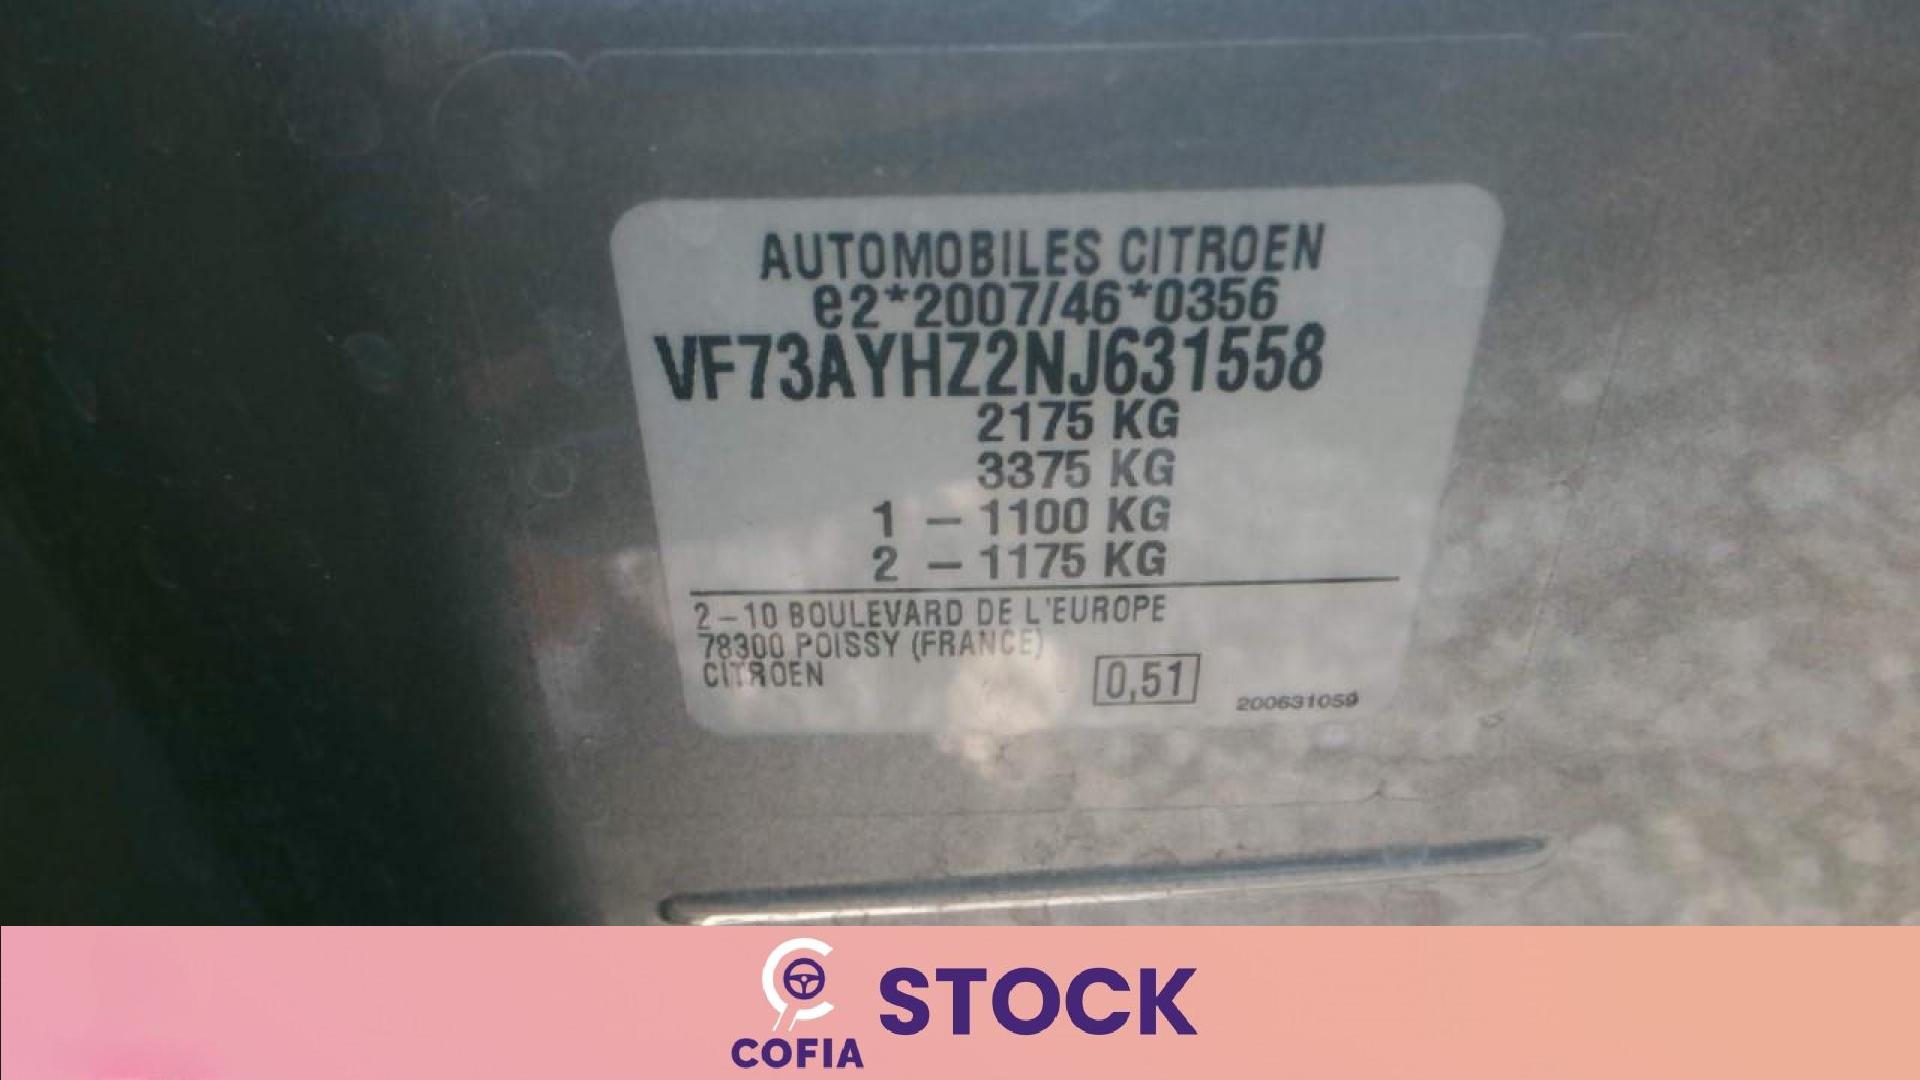 AUTOMOBILES CITROEN
e2*2007/46*0356
VF73AYHZ2NJ631558
2175 KG
3375 KG
1 – 1100 KG
2 – 1175 KG
2–10 BOULEVARD DE L'EUROPE
78300 POISSY (FRANCE)
CITROEN
0,51
200631059
COFIA
STOCK